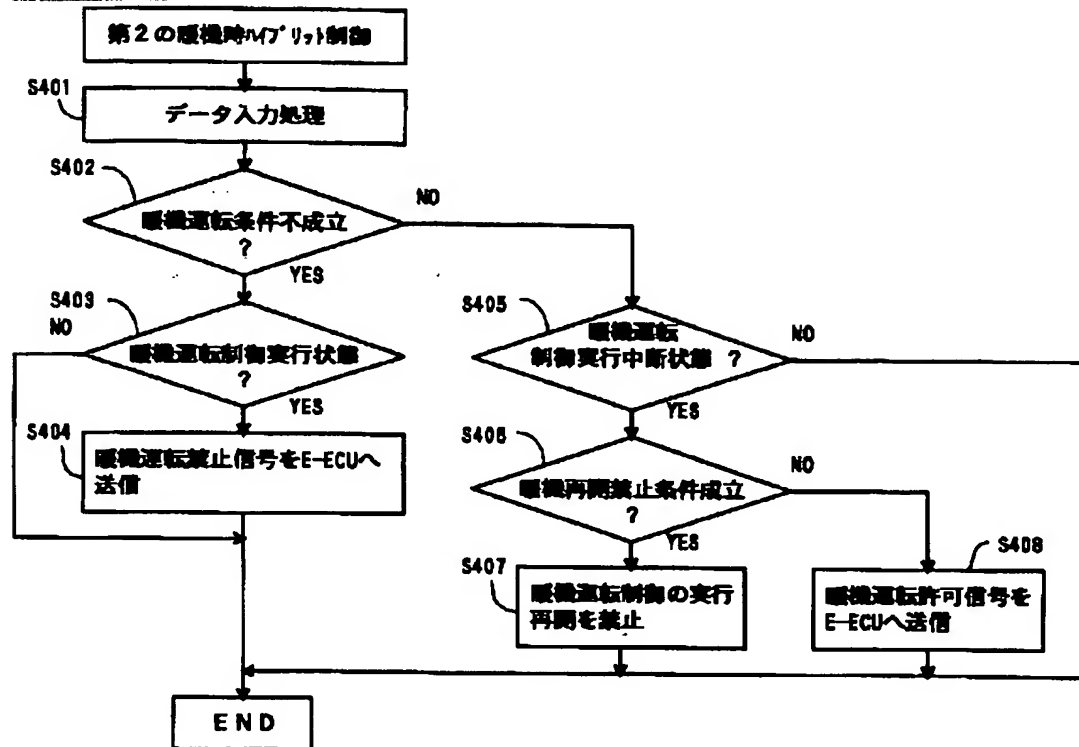 第2の暖機時ハイブリット制御
S401
データ入力処理
S402
NO
暖機運転条件不成立
?
YES
S403
NO
暖機運転制御実行状態
?
YES
S404
暖機運転禁止信号をE-ECUへ
送信
S405
NO
暖機運転
制御実行中断状態 ?
YES
S406
NO
暖機再開禁止条件成立
?
YES
S407
暖機運転制御の実行
再開を禁止
S408
暖機運転許可信号を
E-ECUへ送信
END